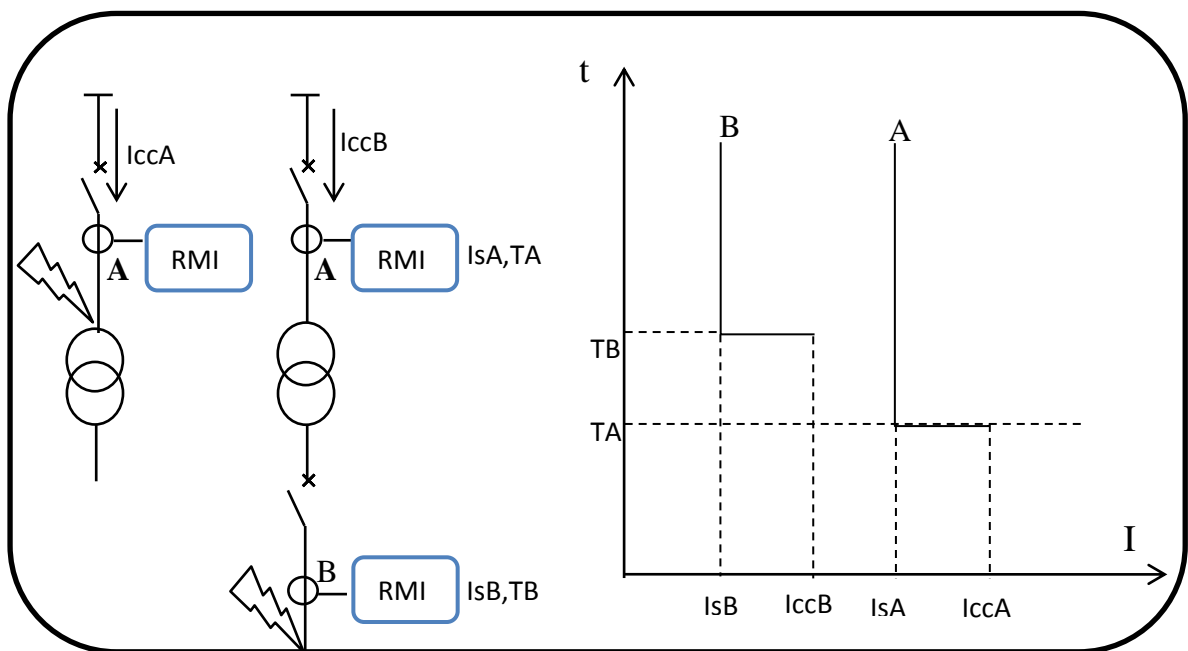 IccA
RMI
A
IccB
RMI
IsA,TA
A
B
RMI
IsB,TB
t
B
A
TB
TA
I
IsB
IccB
IsA
IccA